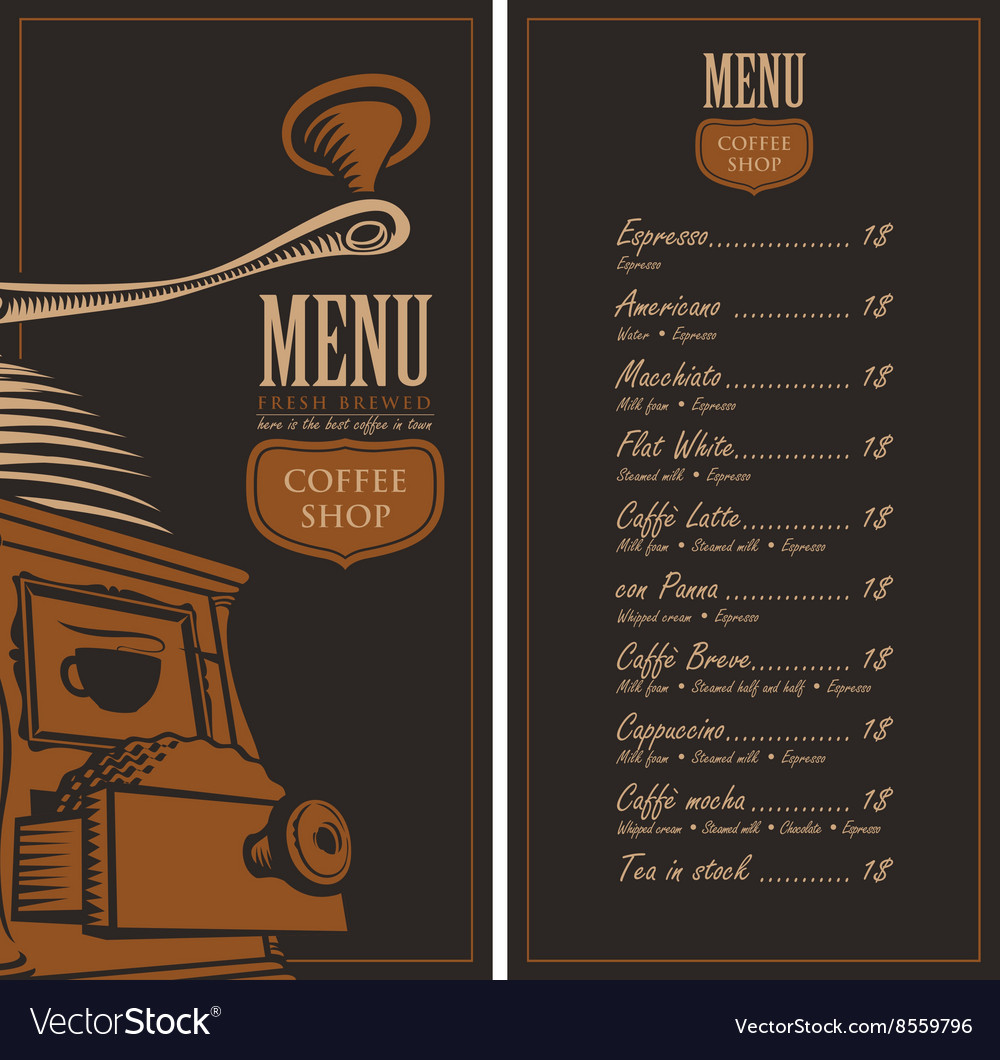 MENU
FRESH BREWED
here is the best coffee in town
COFFEE
SHOP
MENU
COFFEE
SHOP
Espresso................. 1$
Espresso
Americano .............. 1$
Water • Espresso
Macchiato............... 1$
Milk foam • Espresso
Flat White.............. 1$
Steamed milk • Espresso
Caffè Latte............. 1$
Milk foam • Steamed milk • Espresso
con Panna ............... 1$
Whipped cream • Espresso
Caffè Breve............ 1$
Milk foam • Steamed half and half • Espresso
Cappuccino............... 1$
Milk foam • Steamed milk • Espresso
Caffè mocha ............ 1$
Whipped cream • Steamed milk • Chocolate • Espresso
Tea in stock ........... 1$
VectorStock®
VectorStock.com/8559796